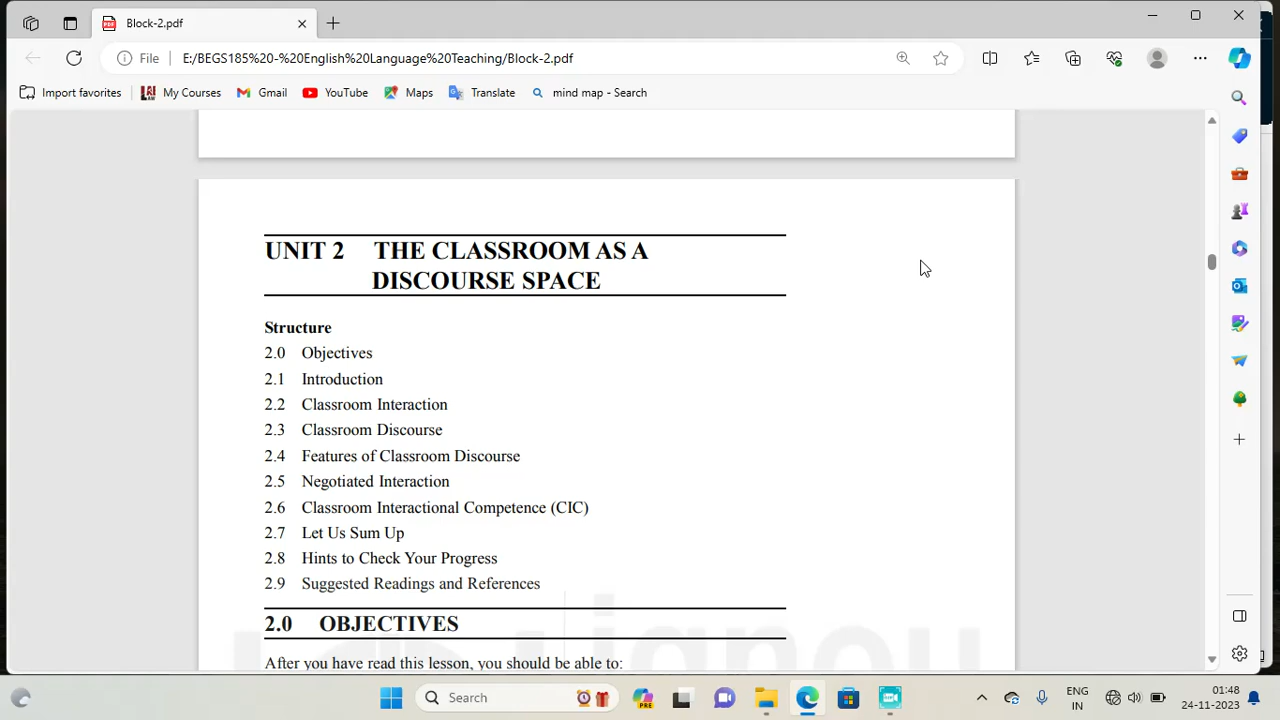 Block-2.pdf
File E:/BEGS185%20-%20English%20Language%20Teaching/Block-2.pdf
Import favorites My Courses Gmail YouTube Maps Translate mind map - Search
UNIT 2 THE CLASSROOM AS A
DISCOURSE SPACE
Structure
2.0 Objectives
2.1 Introduction
2.2 Classroom Interaction
2.3 Classroom Discourse
2.4 Features of Classroom Discourse
2.5 Negotiated Interaction
2.6 Classroom Interactional Competence (CIC)
2.7 Let Us Sum Up
2.8 Hints to Check Your Progress
2.9 Suggested Readings and References
2.0 OBJECTIVES
ignou
After you have read this lesson, you should be able to:
Search
PRE
ENG
IN
01:48
24-11-2023